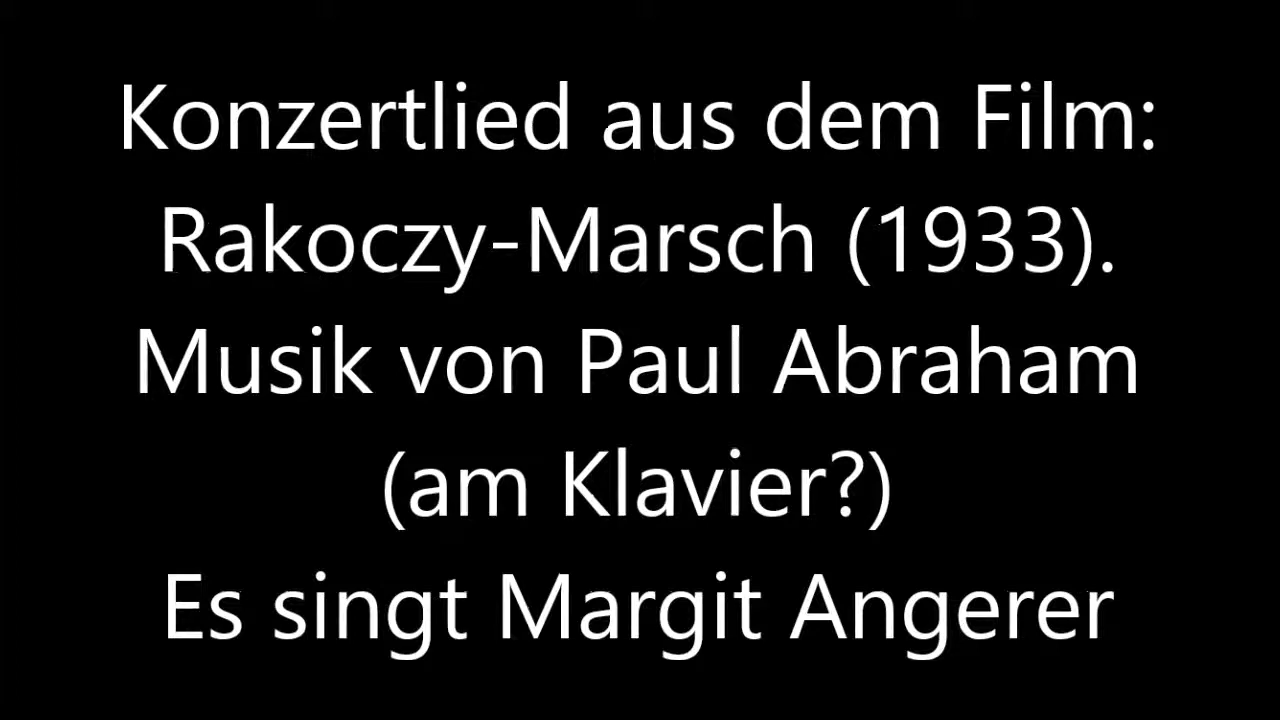 Konzertlied aus dem Film:
Rakoczy-Marsch (1933).
Musik von Paul Abraham
(am Klavier?)
Es singt Margit Angerer